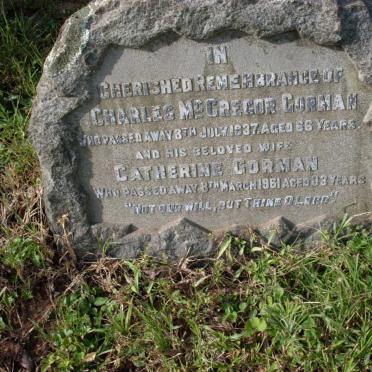 IN
CHERISHED REMEMBRANCE OF
CHARLES MCGREGOR GORMAN
WHO PASSED AWAY 8TH JULY 1937. AGED 66 YEARS.
AND HIS BELOVED WIFE
CATHERINE GORMAN
WHO PASSED AWAY 8TH MARCH 1961 AGED 83 YEARS
"NOT OUR WILL, BUT THINE O LORD"